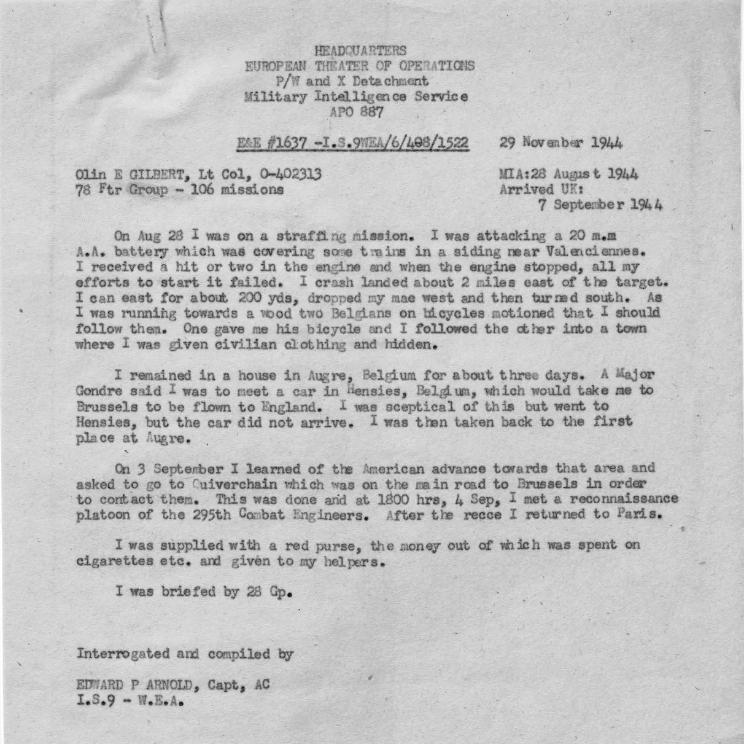 HEADQUARTERS
EUROPEAN THEATER OF OPERATIONS
P/W and X Detachment
Military Intelligence Service
APO 887
E&E #1637 -I.S.9WEA/6/408/1522 29 November 1944
Olin E GILBERT, Lt Col, O-402313 MIA:28 August 1944
78 Ftr Group - 106 missions Arrived UK:
7 September 1944
On Aug 28 I was on a straffing mission. I was attacking a 20 m.m
A.A. battery which was covering some trains in a siding near Valenciennes.
I received a hit or two in the engine and when the engine stopped, all my
efforts to start it failed. I crash landed about 2 miles east of the target.
I can east for about 200 yds, dropped my mae west and then turned south. As
I was running towards a wood two Belgians on bicycles motioned that I should
follow them. One gave me his bicycle and I followed the other into a town
where I was given civilian clothing and hidden.
I remained in a house in Augre, Belgium for about three days. A Major
Gondre said I was to meet a car in Hensies, Belgium, which would take me to
Brussels to be flown to England. I was sceptical of this but went to
Hensies, but the car did not arrive. I was then taken back to the first
place at Augre.
On 3 September I learned of the American advance towards that area and
asked to go to Quiverchain which was on the main road to Brussels in order
to contact them. This was done and at 1800 hrs, 4 Sep, I met a reconnaissance
platoon of the 295th Combat Engineers. After the recce I returned to Paris.
I was supplied with a red purse, the money out of which was spent on
cigarettes etc. and given to my helpers.
I was briefed by 28 Gp.
Interrogated and compiled by
EDWARD P ARNOLD, Capt, AC
I.S.9 - W.E.A.